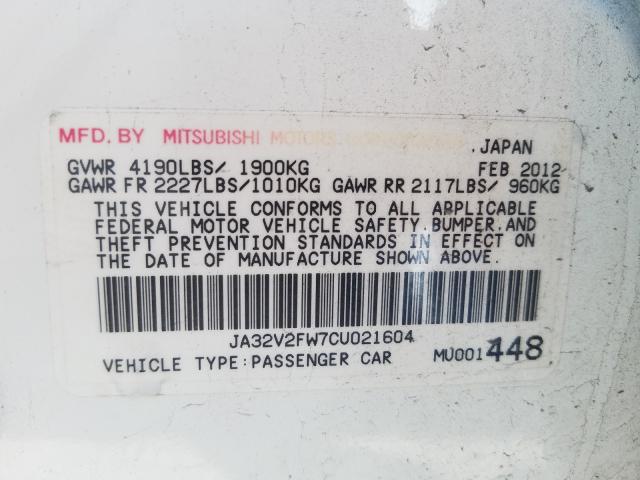 MFD. BY MITSUBISHI MOTORS CORPORATION
.JAPAN
GVWR 4190LBS/ 1900KG FEB 2012
GAWR FR 2227LBS/1010KG GAWR RR 2117LBS/ 960KG
THIS VEHICLE CONFORMS TO ALL APPLICABLE
FEDERAL MOTOR VEHICLE SAFETY.BUMPER.AND
THEFT PREVENTION STANDARDS IN EFFECT ON
THE DATE OF MANUFACTURE SHOWN ABOVE.
JA32V2FW7CU021604
VEHICLE TYPE:PASSENGER CAR MU001448